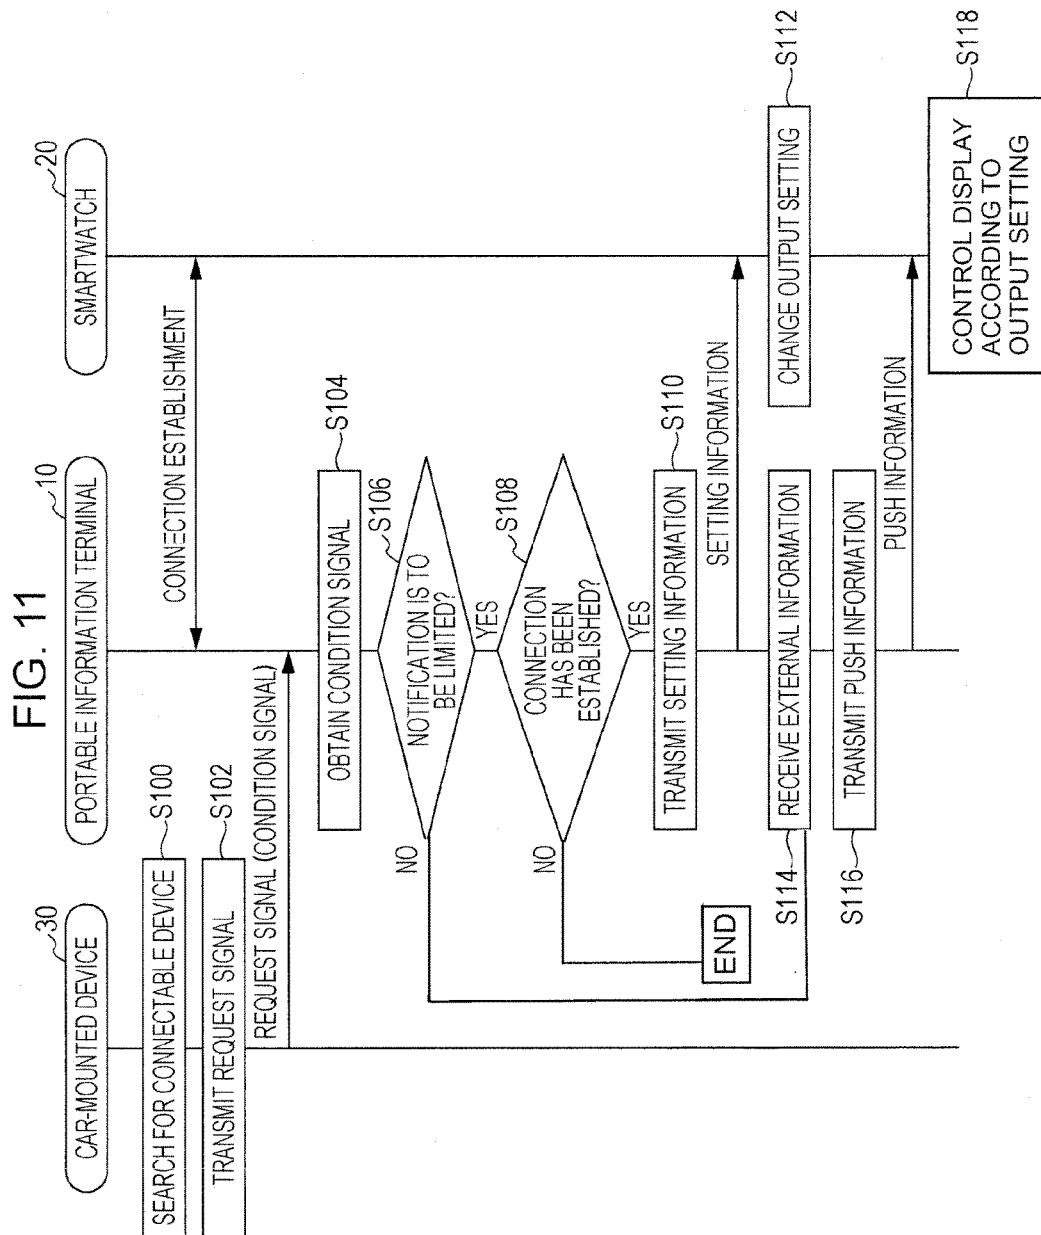 FIG. 11
CAR-MOUNTED DEVICE
30
PORTABLE INFORMATION TERMINAL
10
SMARTWATCH
20
SEARCH FOR CONNECTABLE DEVICE
S100
CONNECTION ESTABLISHMENT
TRANSMIT REQUEST SIGNAL
S102
REQUEST SIGNAL (CONDITION SIGNAL)
OBTAIN CONDITION SIGNAL
S104
NOTIFICATION IS TO
BE LIMITED?
S106
NO
YES
CONNECTION
HAS BEEN
ESTABLISHED?
S108
NO
YES
END
TRANSMIT SETTING INFORMATION
S110
SETTING INFORMATION
CHANGE OUTPUT SETTING
S112
S114
RECEIVE EXTERNAL INFORMATION
S116
TRANSMIT PUSH INFORMATION
PUSH INFORMATION
CONTROL DISPLAY
ACCORDING TO
OUTPUT SETTING
S118